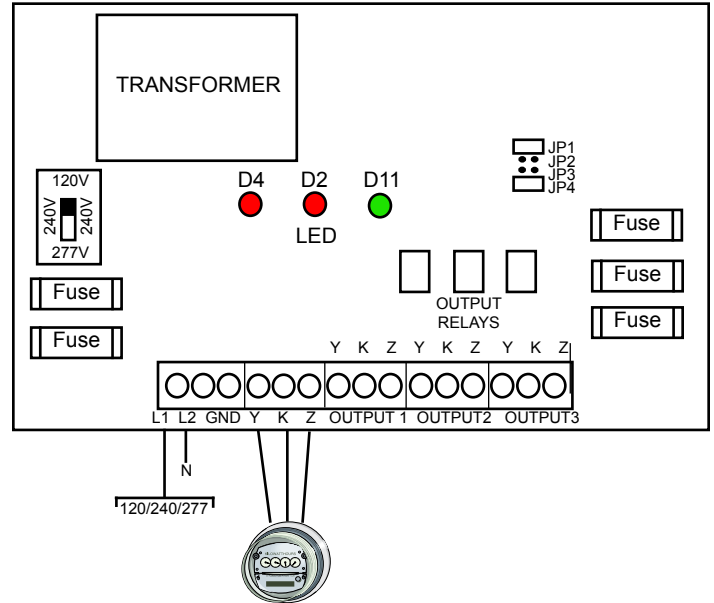 TRANSFORMER
JP1
JP2
JP3
JP4
120V
240V
240V
277V
D4
D2
D11
LED
Fuse
Fuse
Fuse
Fuse
Fuse
OUTPUT
RELAYS
Y K Z Y K Z Y K Z
L1 L2 GND Y K Z OUTPUT 1 OUTPUT2 OUTPUT3
N
120/240/277